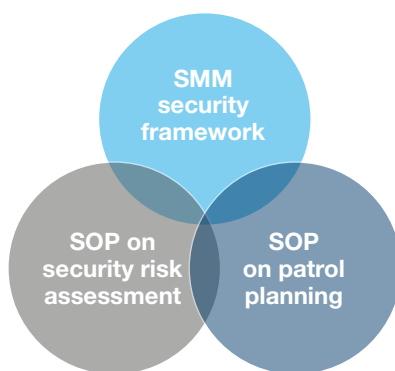 SMM
security
framework
SOP on
security risk
assessment
SOP
on patrol
planning